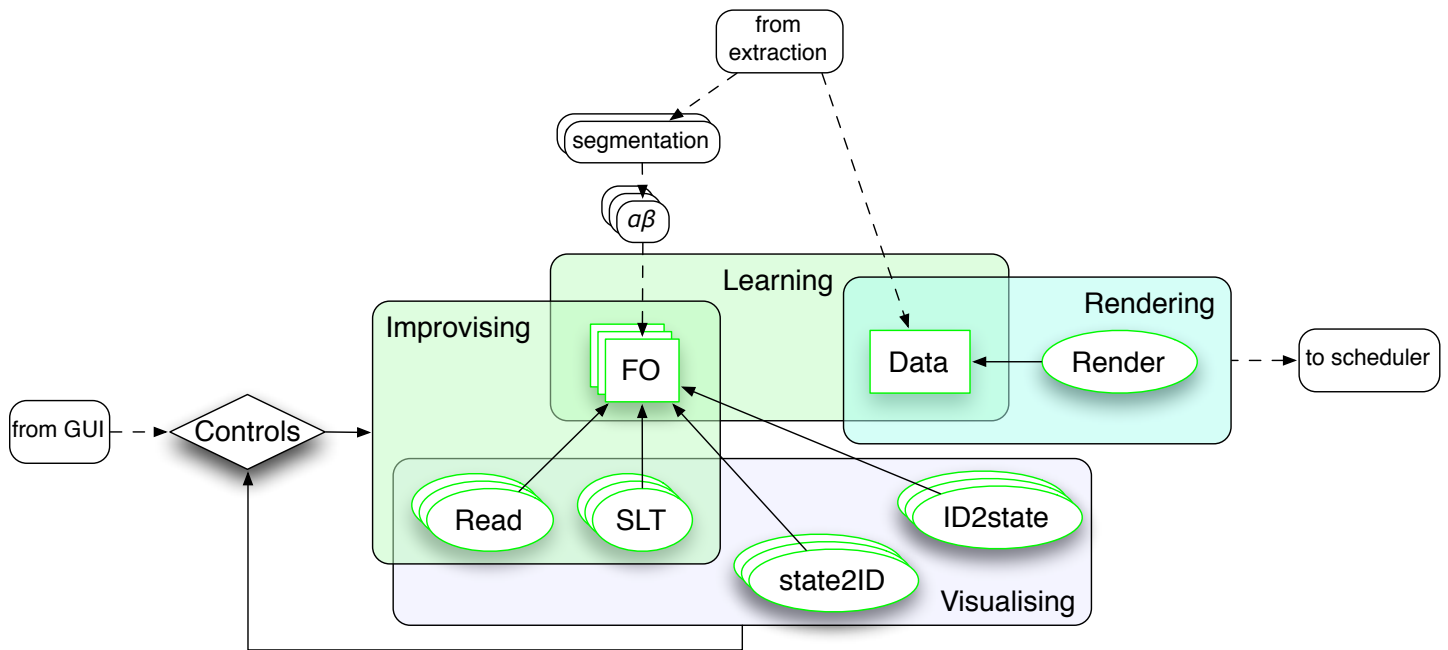 from
extraction
segmentation
αβ
Learning
Rendering
Improvising
FO
Data
Render
to scheduler
from GUI
Controls
Read
SLT
ID2state
state2ID
Visualising